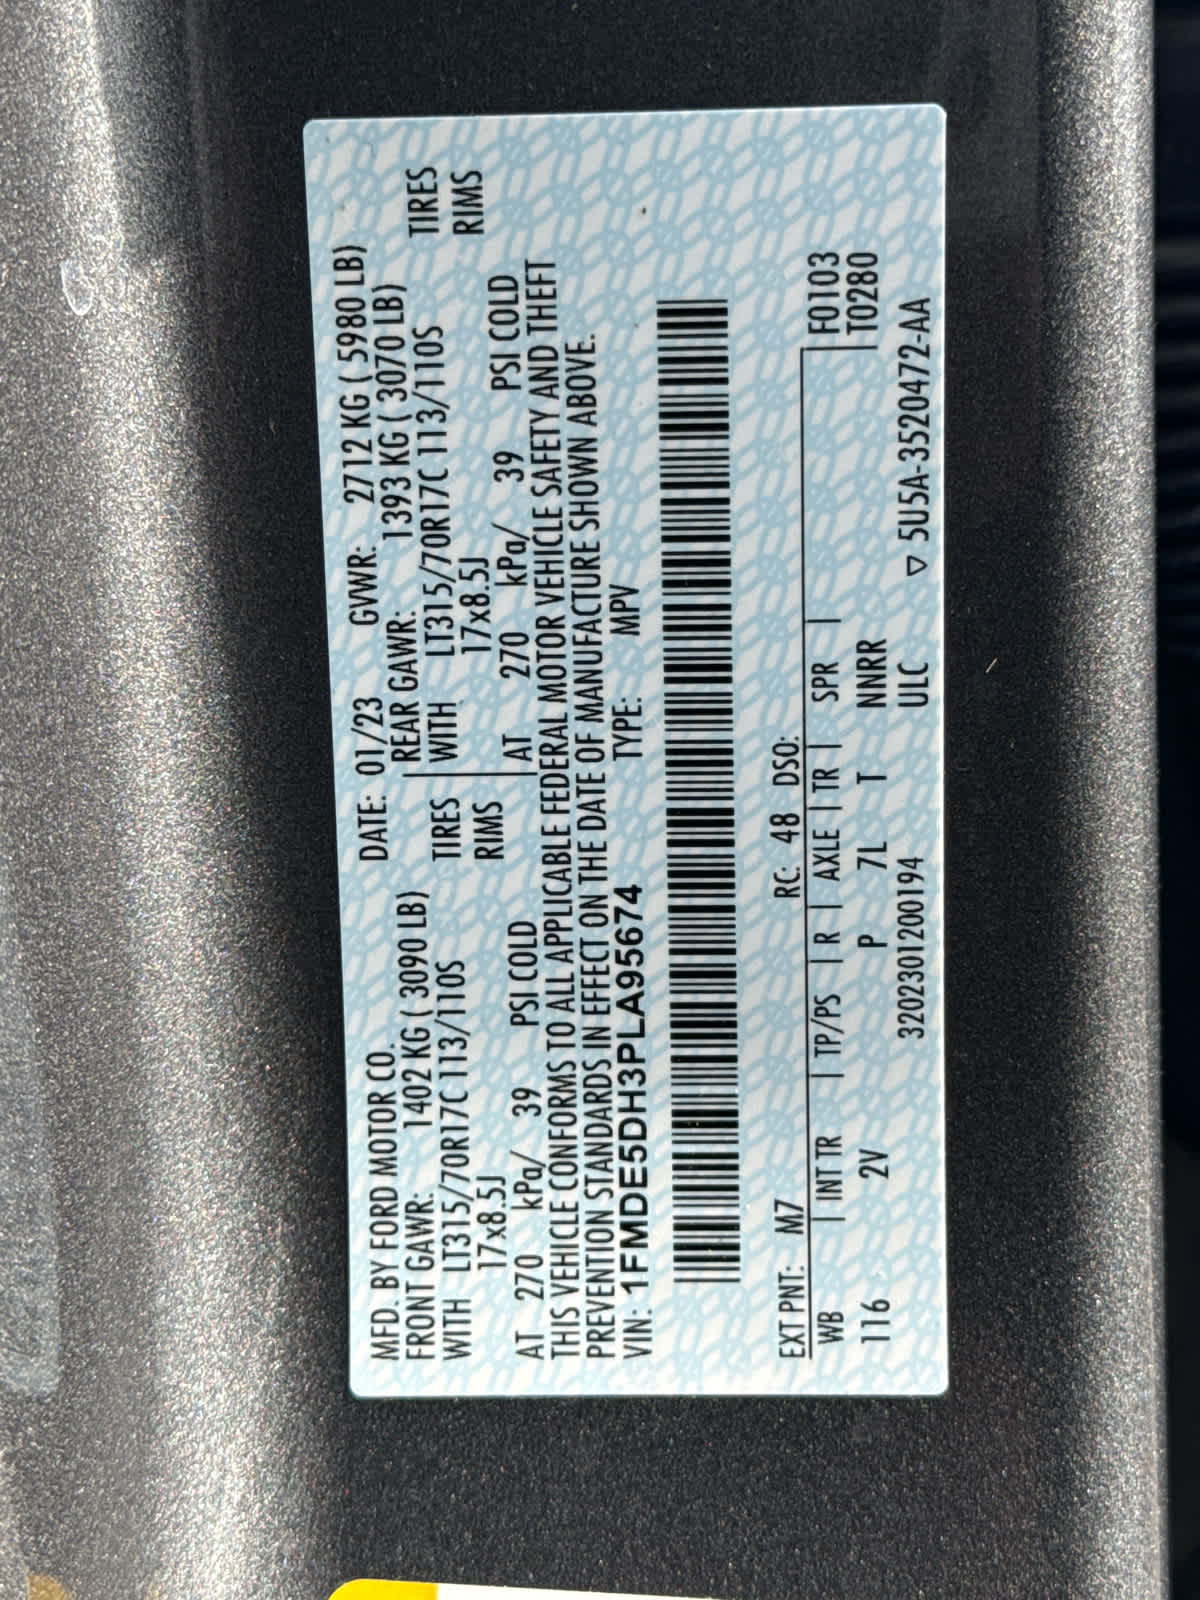 MFD. BY FORD MOTOR CO.
DATE: 01/23 GVWR: 2712 KG ( 5980 LB)
FRONT GAWR: 1402 KG ( 3090 LB) REAR GAWR: 1393 KG ( 3070 LB)
WITH LT315/70R17C 113/110S TIRES WITH LT315/70R17C 113/110S TIRES
17x8.5J RIMS 17x8.5J RIMS
AT 270 kPa/ 39 PSI COLD AT 270 kPa/ 39 PSI COLD
THIS VEHICLE CONFORMS TO ALL APPLICABLE FEDERAL MOTOR VEHICLE SAFETY AND THEFT
PREVENTION STANDARDS IN EFFECT ON THE DATE OF MANUFACTURE SHOWN ABOVE.
VIN: 1FMDE5DH3PLA95674 TYPE: MPV
EXT PNT: M7 RC: 48 DSO:
WB | INT TR | TP/PS | R | AXLE | TR | SPR | F0103
116 2V P 7L T NNRR T0280
3202301200194 ULC ▽ 5U5A-3520472-AA